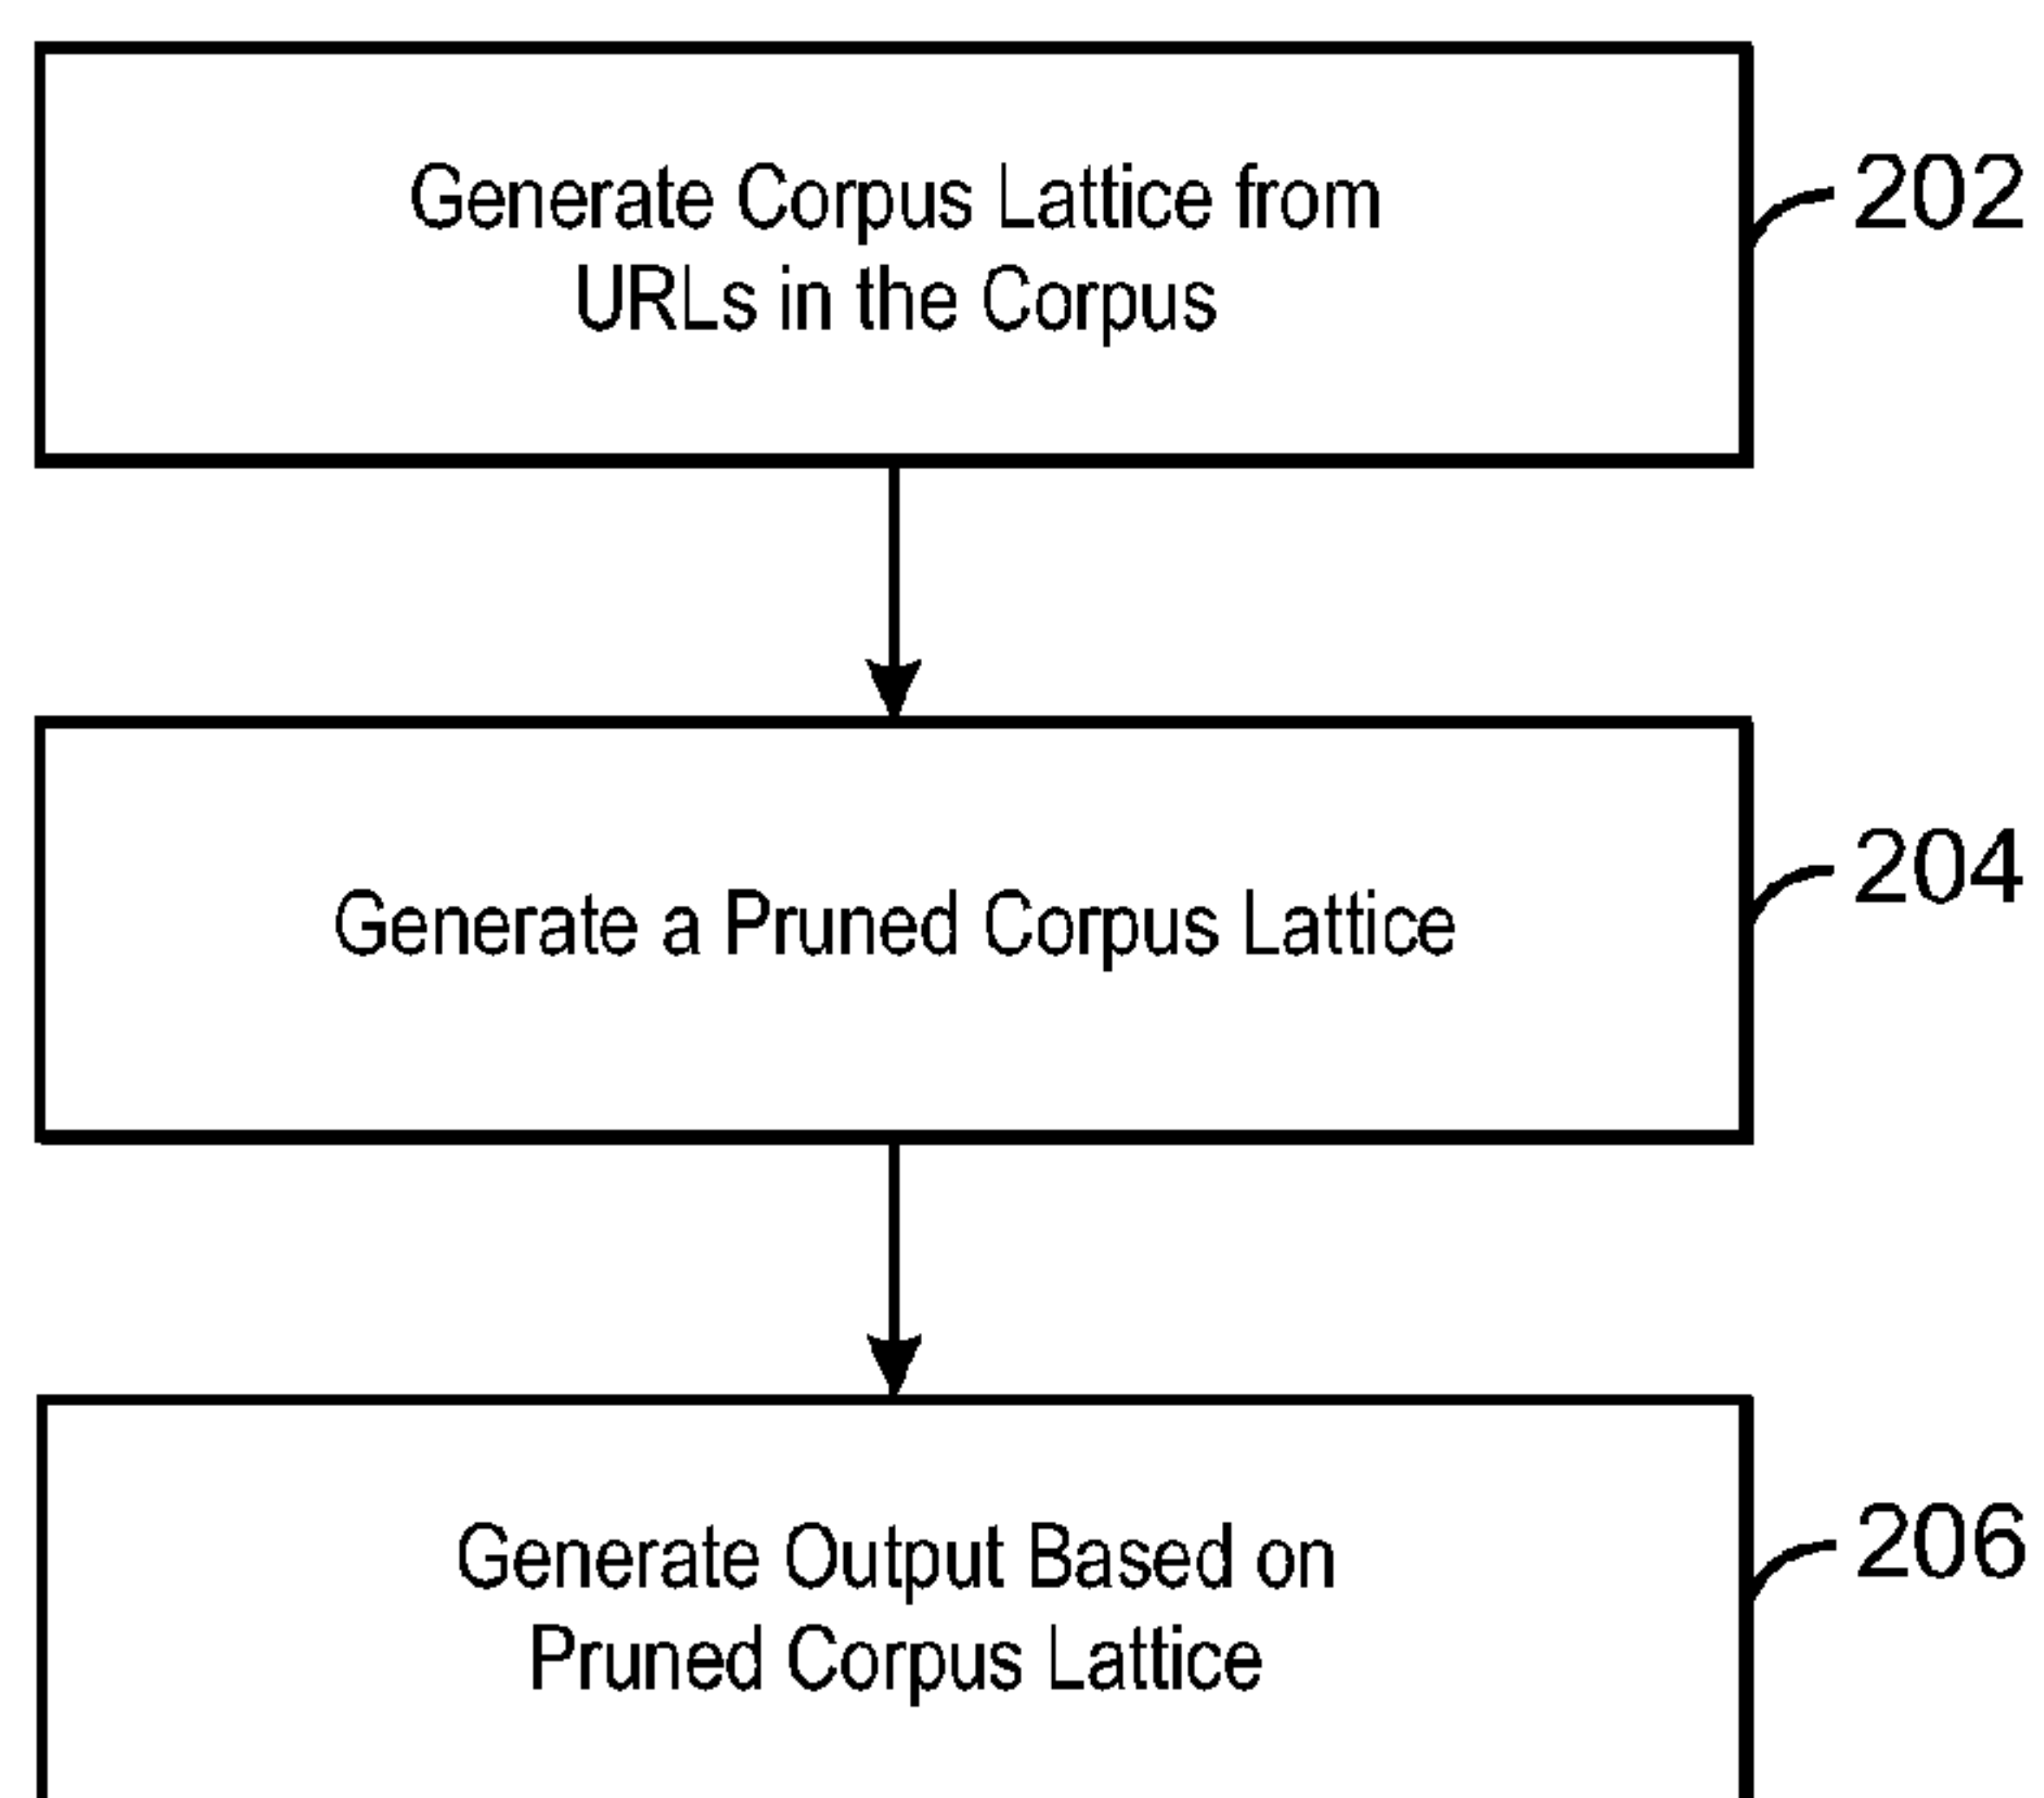 Generate Corpus Lattice from
URLs in the Corpus
202
Generate a Pruned Corpus Lattice
204
Generate Output Based on
Pruned Corpus Lattice
206